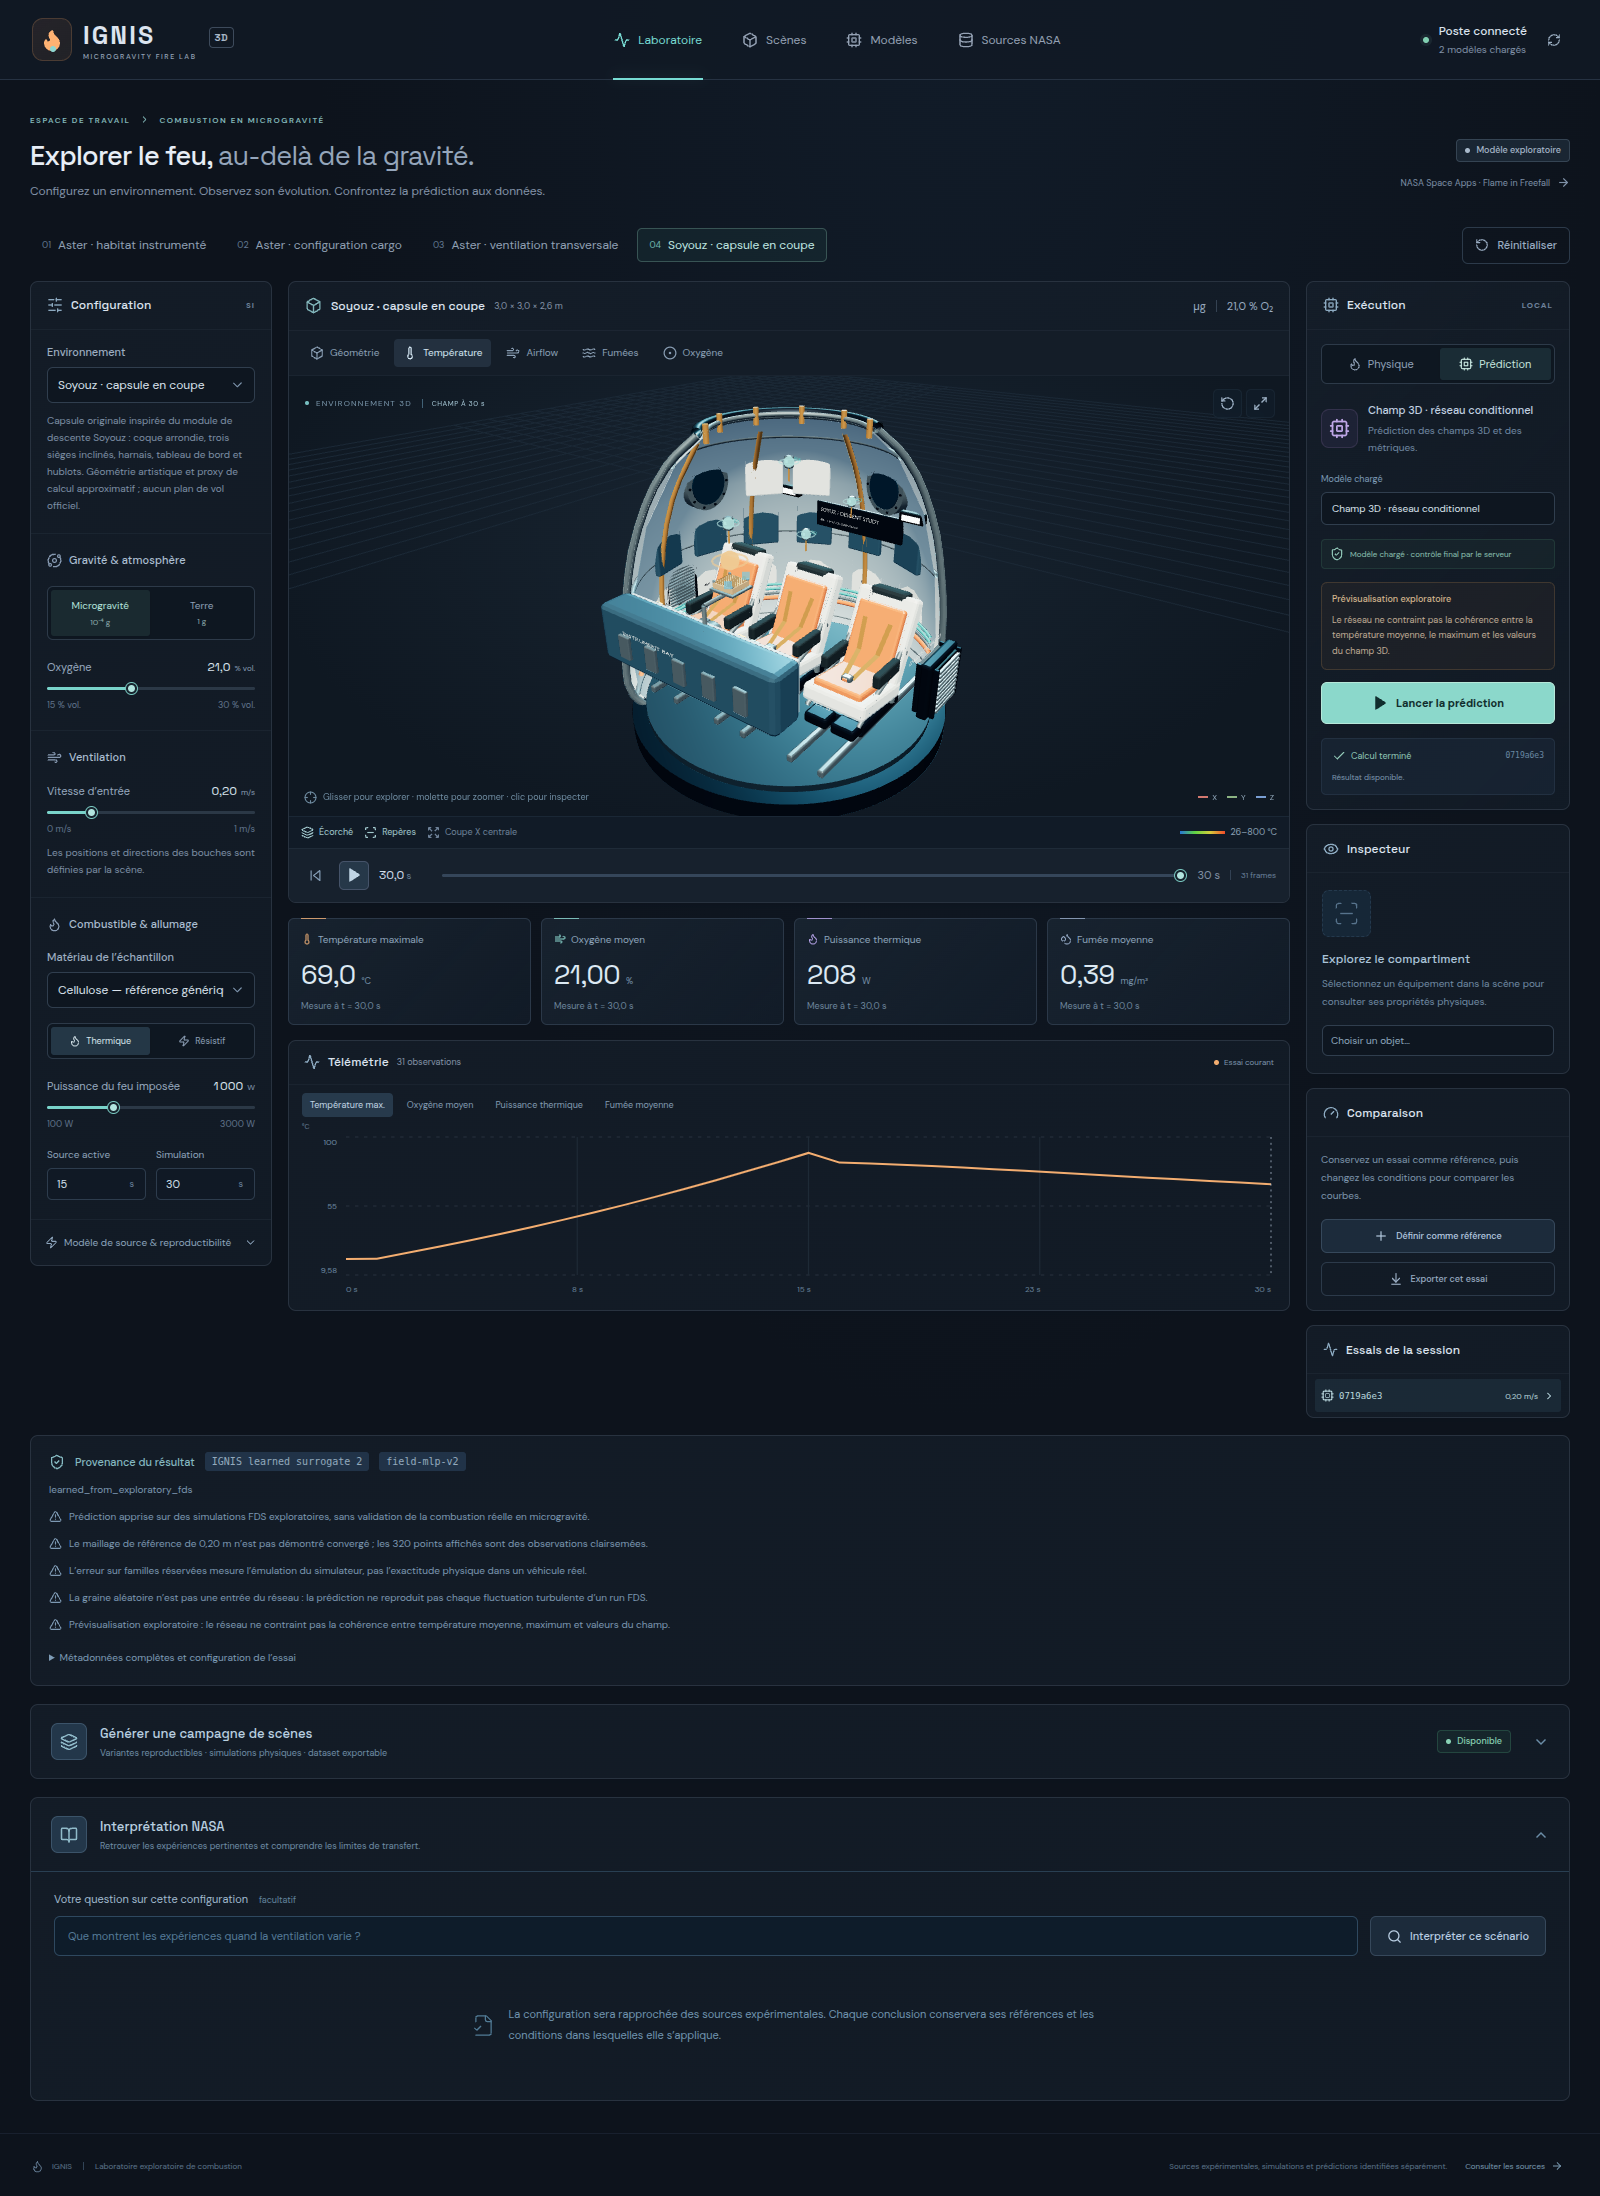 IGNIS
MICROGRAVITY FIRE LAB
3D
Laboratoire
Scènes
Modèles
Sources NASA
Poste connecté
2 modèles chargés
ESPACE DE TRAVAIL
COMBUSTION EN MICROGRAVITÉ
Explorer le feu, au-delà de la gravité.
Configurez un environnement. Observez son évolution. Confrontez la prédiction aux données.
Modèle exploratoire
NASA Space Apps · Flame in Freefall
01 Aster · habitat instrumenté
02 Aster · configuration cargo
03 Aster · ventilation transversale
04 Soyouz · capsule en coupe
Réinitialiser
Configuration
SI
Environnement
Soyouz · capsule en coupe
Capsule originale inspirée du module de
descente Soyouz : coque arrondie, trois
sièges inclinés, harnais, tableau de bord et
hublots. Géométrie artistique et proxy de
calcul approximatif ; aucun plan de vol
officiel.
Gravité & atmosphère
Microgravité
10⁻⁴ g
Terre
1 g
Oxygène
21,0 % vol.
15 % vol.
30 % vol.
Ventilation
Vitesse d'entrée
0,20 m/s
0 m/s
1 m/s
Les positions et directions des bouches sont
définies par la scène.
Combustible & allumage
Matériau de l'échantillon
Cellulose — référence génériq
Thermique
Résistif
Puissance du feu imposée
1000 W
100 W
3000 W
Source active
Simulation
15 s
30 s
Modèle de source & reproductibilité
Soyouz · capsule en coupe
3,0 × 3,0 × 2,6 m
µg
21,0 % O₂
Géométrie
Température
Airflow
Fumées
Oxygène
ENVIRONNEMENT 3D
CHAMP À 30 s
SOYUZ / DESCENT STUDY
Glisser pour explorer · molette pour zoomer · clic pour inspecter
X
Y
Z
Écorché
Repères
Coupe X centrale
26–800 °C
30,0 s
30 s
31 frames
Température maximale
69,0 °C
Mesure à t = 30,0 s
Oxygène moyen
21,00 %
Mesure à t = 30,0 s
Puissance thermique
208 W
Mesure à t = 30,0 s
Fumée moyenne
0,39 mg/m³
Mesure à t = 30,0 s
Télémétrie
31 observations
Essai courant
Température max.
Oxygène moyen
Puissance thermique
Fumée moyenne
°C
100
55
9,58
0 s
8 s
15 s
23 s
30 s
Exécution
LOCAL
Physique
Prédiction
Champ 3D · réseau conditionnel
Prédiction des champs 3D et des
métriques.
Modèle chargé
Champ 3D · réseau conditionnel
Modèle chargé · contrôle final par le serveur
Prévisualisation exploratoire
Le réseau ne contraint pas la cohérence entre la
température moyenne, le maximum et les valeurs
du champ 3D.
Lancer la prédiction
Calcul terminé
0719a6e3
Résultat disponible.
Inspecteur
Explorez le compartiment
Sélectionnez un équipement dans la scène pour
consulter ses propriétés physiques.
Choisir un objet…
Comparaison
Conservez un essai comme référence, puis
changez les conditions pour comparer les
courbes.
Définir comme référence
Exporter cet essai
Essais de la session
0719a6e3
0,20 m/s
Provenance du résultat
IGNIS learned surrogate 2
field-mlp-v2
learned_from_exploratory_fds
Prédiction apprise sur des simulations FDS exploratoires, sans validation de la combustion réelle en microgravité.
Le maillage de référence de 0,20 m n'est pas démontré convergé ; les 320 points affichés sont des observations clairsemées.
L'erreur sur familles réservées mesure l'émulation du simulateur, pas l'exactitude physique dans un véhicule réel.
La graine aléatoire n'est pas une entrée du réseau : la prédiction ne reproduit pas chaque fluctuation turbulente d'un run FDS.
Prévisualisation exploratoire : le réseau ne contraint pas la cohérence entre température moyenne, maximum et valeurs du champ.
Métadonnées complètes et configuration de l'essai
Générer une campagne de scènes
Variantes reproductibles · simulations physiques · dataset exportable
Disponible
Interprétation NASA
Retrouver les expériences pertinentes et comprendre les limites de transfert.
Votre question sur cette configuration
facultatif
Que montrent les expériences quand la ventilation varie ?
Interpréter ce scénario
La configuration sera rapprochée des sources expérimentales. Chaque conclusion conservera ses références et les
conditions dans lesquelles elle s'applique.
IGNIS
Laboratoire exploratoire de combustion
Sources expérimentales, simulations et prédictions identifiées séparément.
Consulter les sources